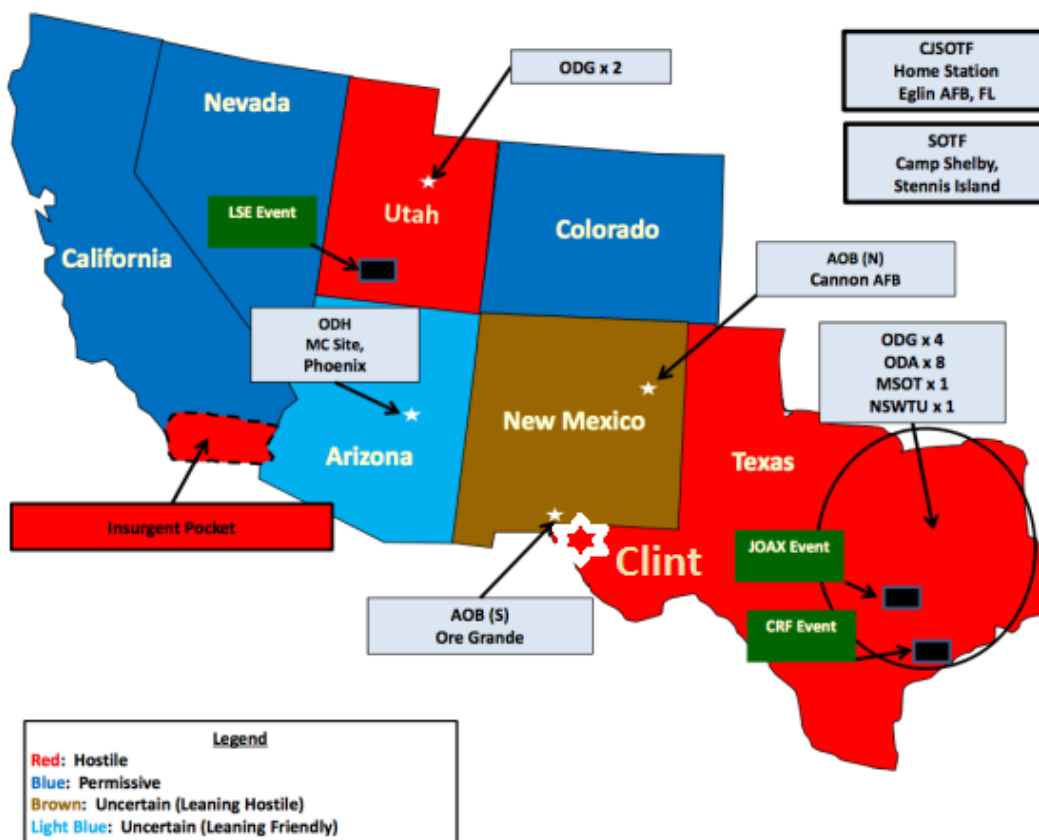 CJSOTF
Home Station
Eglin AFB, FL
SOTF
Camp Shelby,
Stennis Island
ODG x 2
Nevada
Utah
LSE Event
California
Colorado
AOB (N)
Cannon AFB
ODH
MC Site,
Phoenix
ODG x 4
ODA x 8
MSOT x 1
NSWTU x 1
New Mexico
Arizona
Texas
Insurgent Pocket
Clint
JOAX Event
AOB (S)
Ore Grande
CRF Event
Legend
Red: Hostile
Blue: Permissive
Brown: Uncertain (Leaning Hostile)
Light Blue: Uncertain (Leaning Friendly)